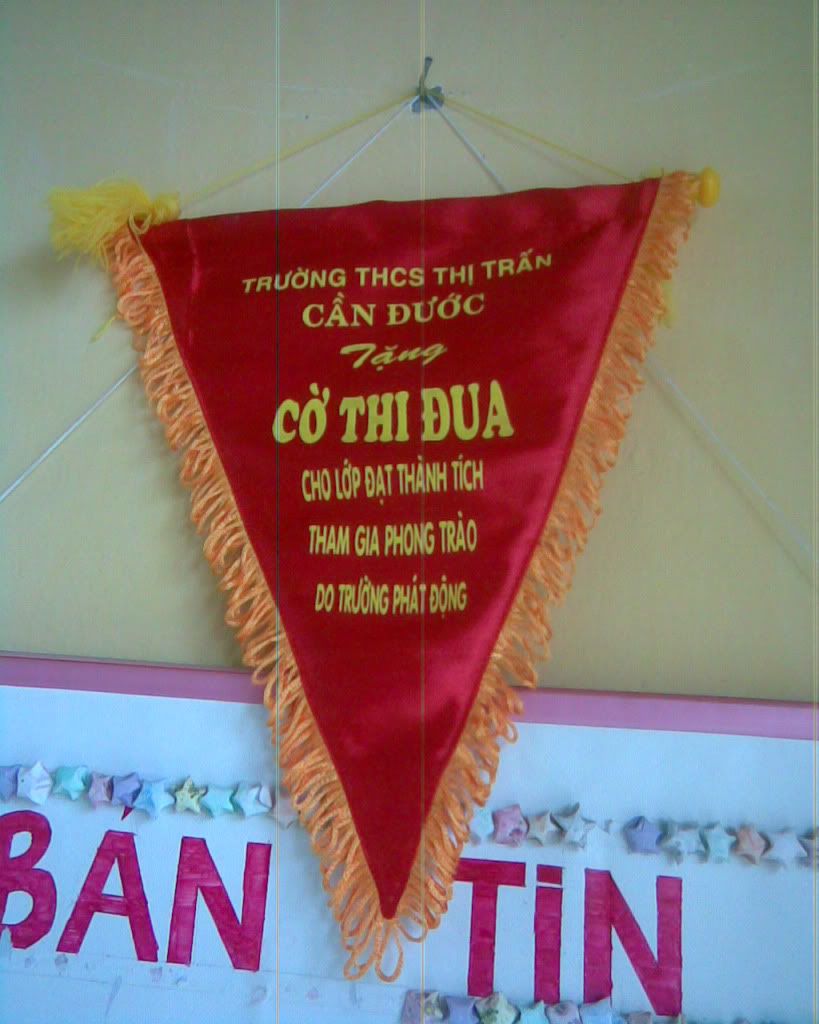 TRƯỜNG THCS THỊ TRẤN
CẦN ĐƯỚC
Tặng
CỜ THI ĐUA
CHO LỚP ĐẠT THÀNH TÍCH
THAM GIA PHONG TRÀO
DO TRƯỜNG PHÁT ĐỘNG
BẢN TiN